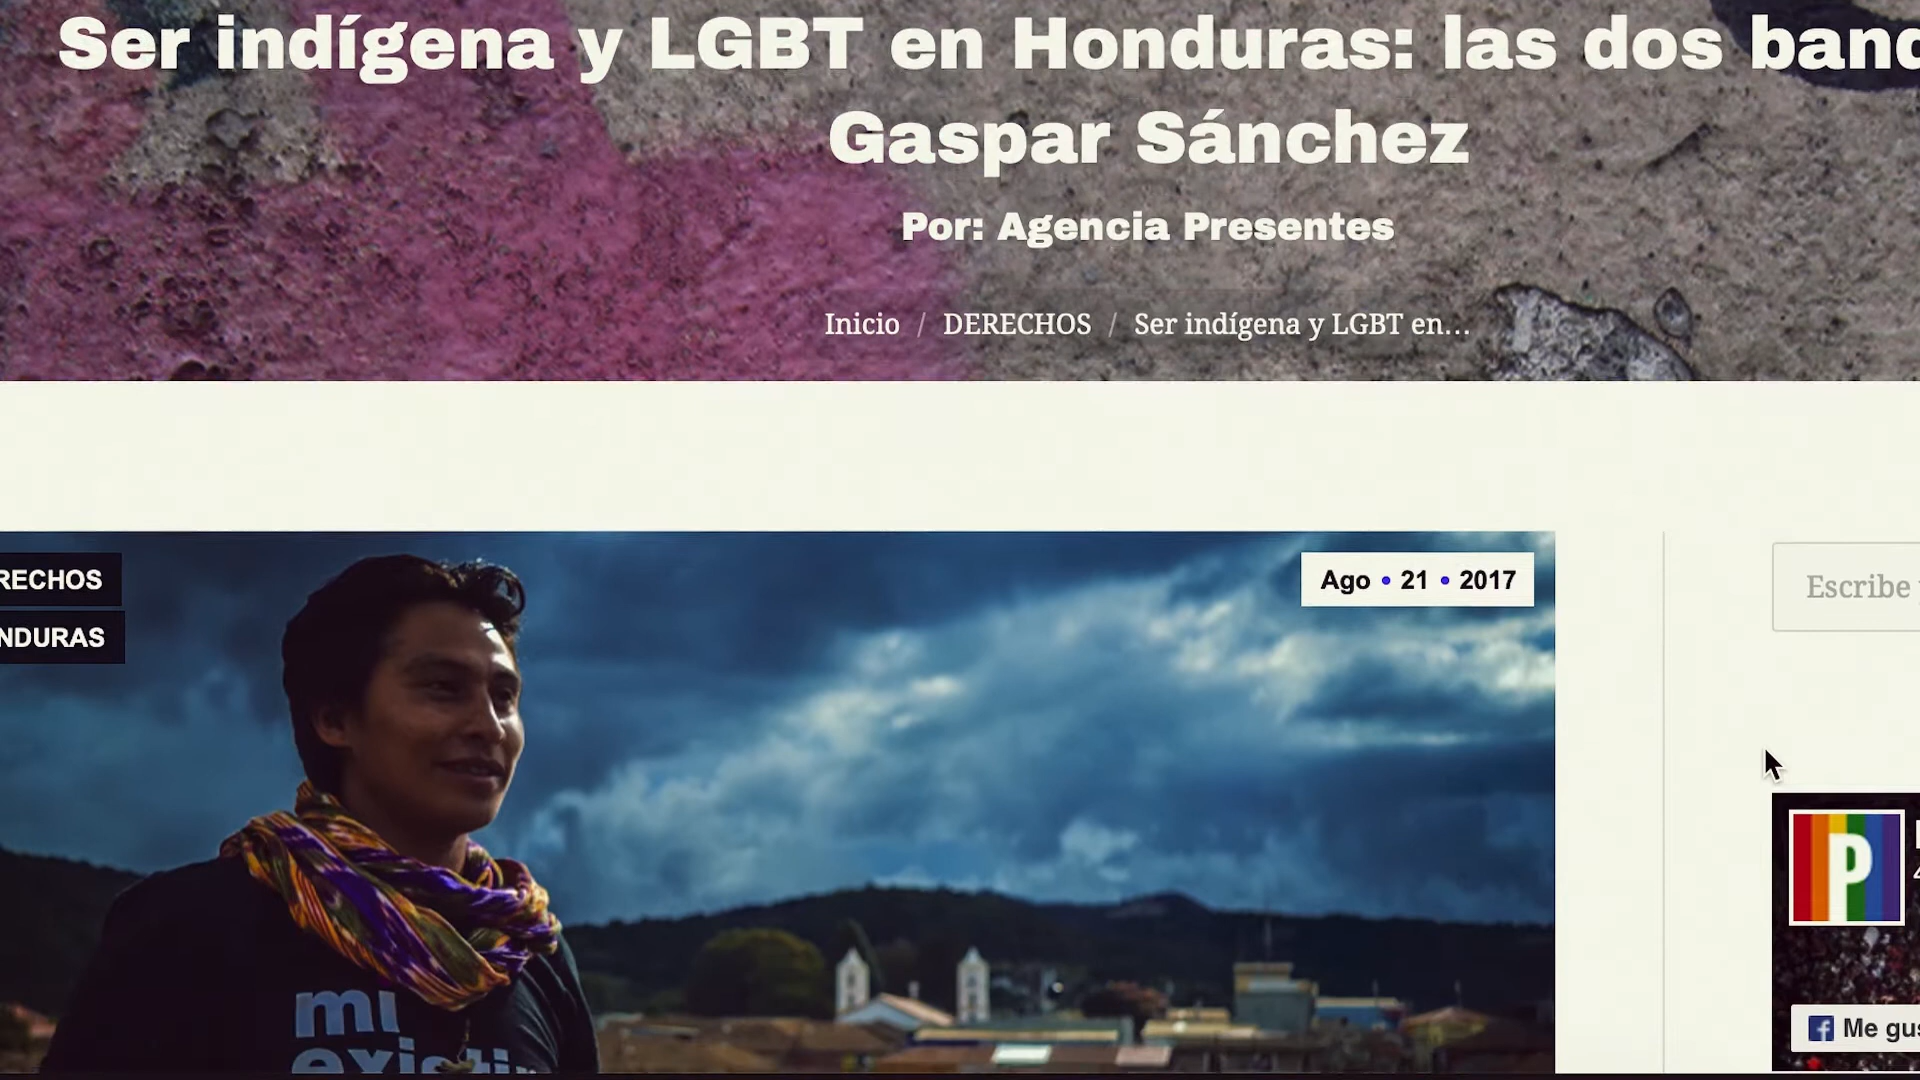 Ser indígena y LGBT en Honduras: las dos
Gaspar Sánchez
Por: Agencia Presentes
Inicio / DERECHOS / Ser indígena y LGBT en...
RECHOS
Ago • 21 • 2017
NDURAS
Escribe
P
mi
Me gus